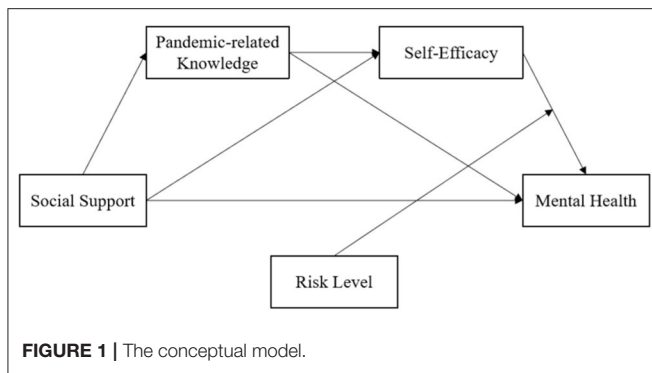 Pandemic-related
Knowledge
Self-Efficacy
Social Support
Mental Health
Risk Level
FIGURE 1 | The conceptual model.